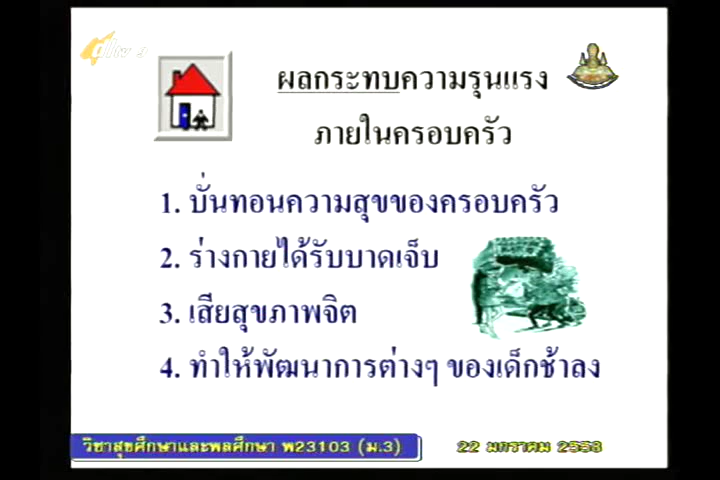 ผลกระทบความรุนแรง
ภายในครอบครัว
1. บั่นทอนความสุขของครอบครัว
2. ร่างกายได้รับบาดเจ็บ
3. เสียสุขภาพจิต
4. ทำให้พัฒนาการต่างๆ ของเด็กช้าลง
วิชาสุขศึกษาและพลศึกษา พ23103 (ม.3) 22 มกราคม 2553